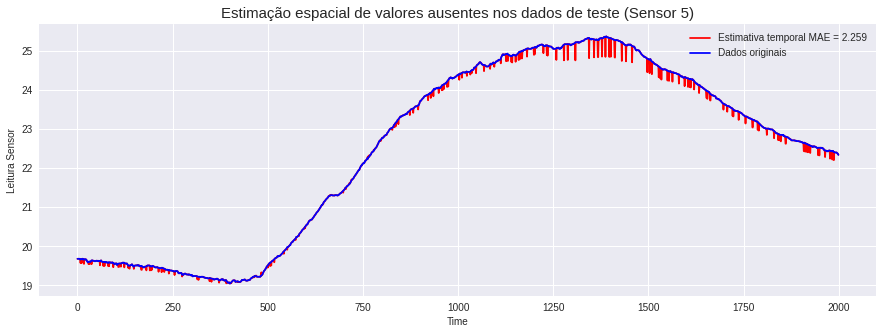 Estimação espacial de valores ausentes nos dados de teste (Sensor 5)
Estimativa temporal MAE = 2.259
Dados originais
Leitura Sensor
25
24
23
22
21
20
19
0 250 500 750 1000 1250 1500 1750 2000
Time